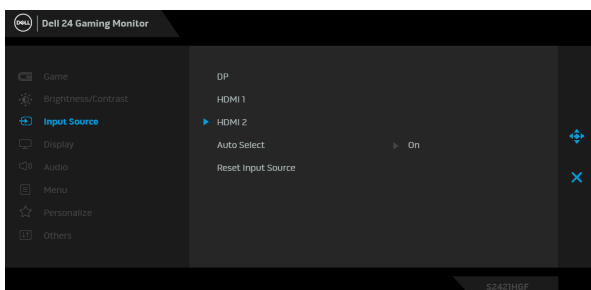 DELL Dell 24 Gaming Monitor
Game
Brightness/Contrast
Input Source
Display
Audio
Menu
Personalize
Others
DP
HDMI 1
HDMI 2
Auto Select On
Reset Input Source
S2421HGF